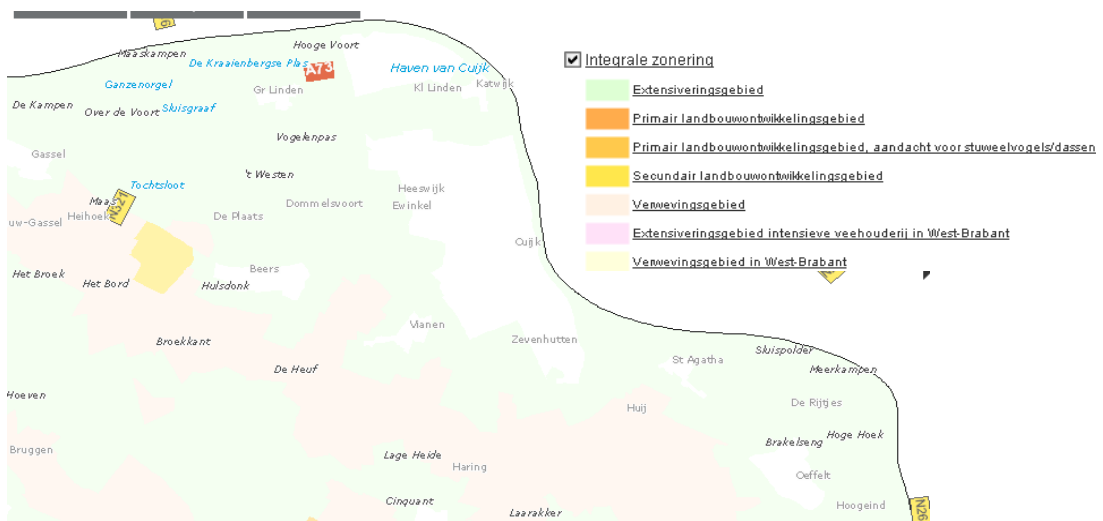 Hooge Voort
Maaskampen
De Kraaienbergse Plas
A73
Haven van Cuijk
Ganzenorgel
Gr Linden
Kl Linden
Katwijk
De Kampen
Over de Voort
Sluisgraaf
Vogelenpas
Gassel
't Westen
Tochtsloot
Heeswijk
Maas
N321
Dommelsvoort
Ewinkel
uw-Gassel
Heihoek
De Plaats
Cuijk
Het Broek
Het Bord
Hulsdonk
Beers
Vianen
Broekkant
Zevenhutten
De Heuf
St Agatha
Sluispolder
Meerkampen
Hoeven
Huij
De Rijtjes
Bruggen
Lage Heide
Haring
Brakelseng
Hoge Hoek
Oeffelt
Cinquant
Laarakker
Hoogeind
N26
Integrale zonering
Extensiveringsgebied
Primair landbouwontwikkelingsgebied
Primair landbouwontwikkelingsgebied, aandacht voor stuweelvogels/dassen
Secundair landbouwontwikkelingsgebied
Verwevingsgebied
Extensiveringsgebied intensieve veehouderij in West-Brabant
Verwevingsgebied in West-Brabant